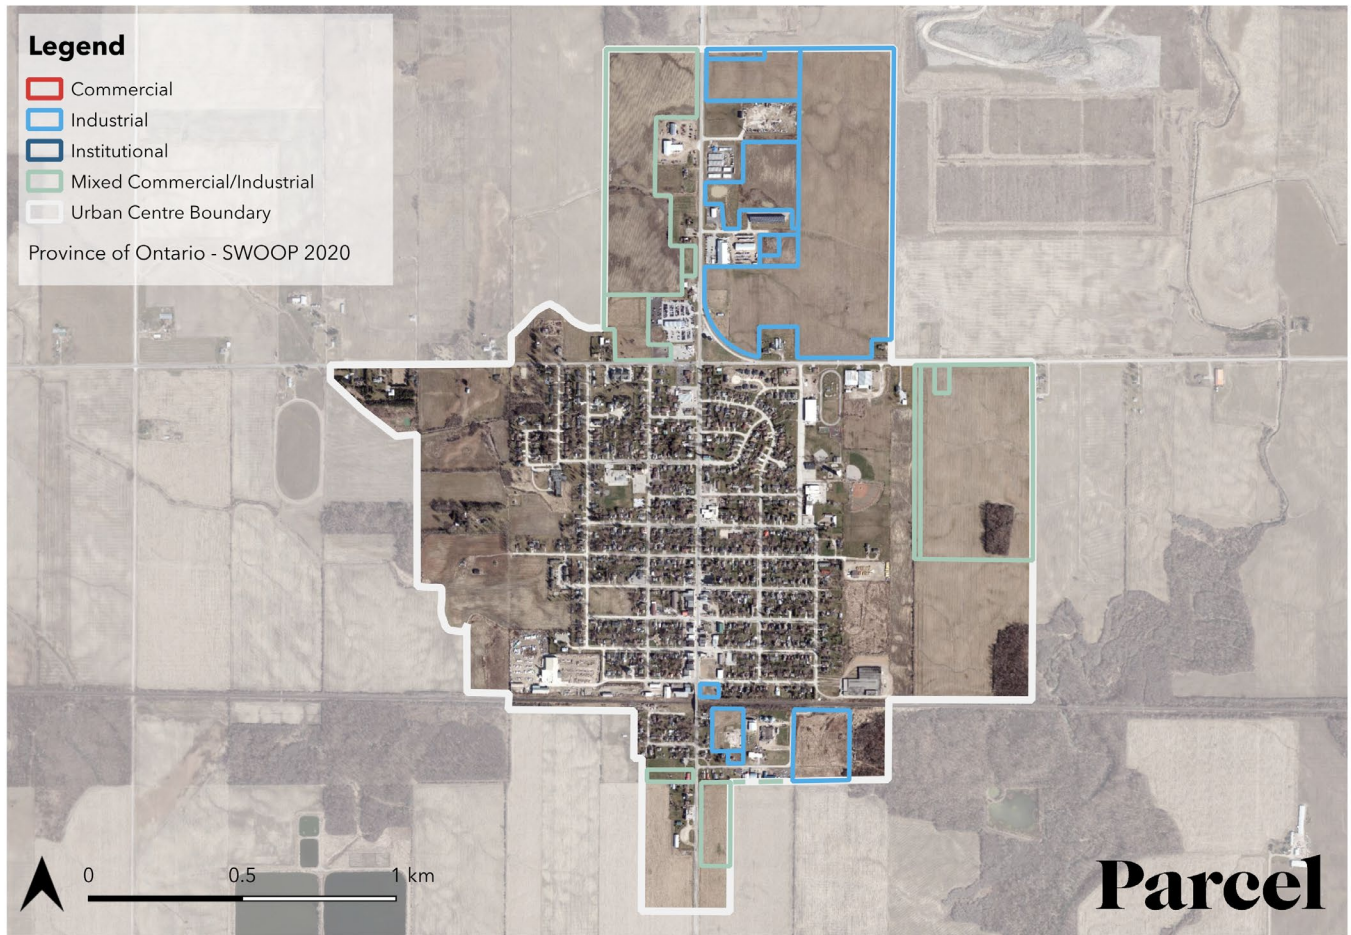 Legend
Commercial
Industrial
Institutional
Mixed Commercial/Industrial
Urban Centre Boundary
Province of Ontario - SWOOP 2020
0 0.5 1 km
Parcel